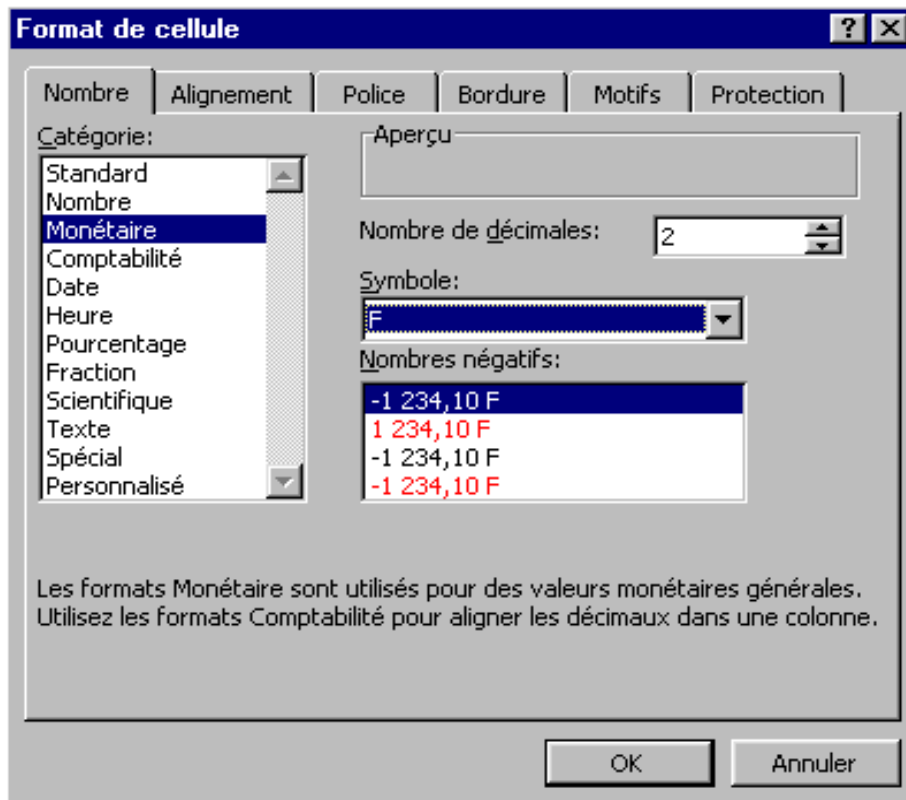 Format de cellule
Nombre Alignement Police Bordure Motifs Protection
Catégorie:
Standard
Nombre
Monétaire
Comptabilité
Date
Heure
Pourcentage
Fraction
Scientifique
Texte
Spécial
Personnalisé
Aperçu
Nombre de décimales: 2
Symbole:
F
Nombres négatifs:
-1 234,10 F
1 234,10 F
-1 234,10 F
-1 234,10 F
Les formats Monétaire sont utilisés pour des valeurs monétaires générales.
Utilisez les formats Comptabilité pour aligner les décimaux dans une colonne.
OK Annuler